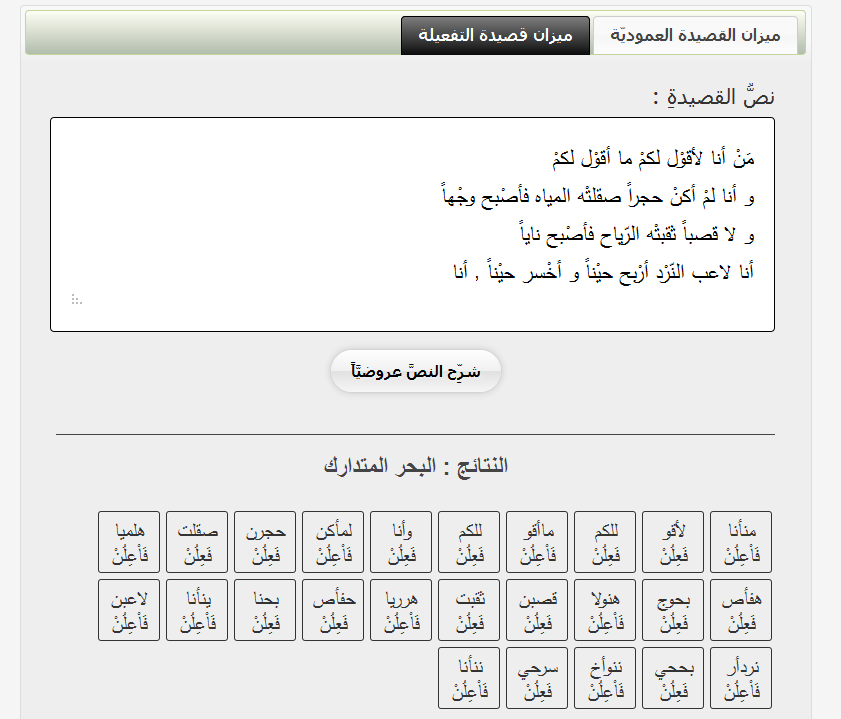 ميزان القصيدة العموديّة ميزان قصيدة التفعيلة
نصُّ القصيدةِ :
مَنْ أنا لأقوْل لكمْ ما أقوْل لكمْ
و أنا لمْ أكنْ حجراً صقلتْه المياه فأصْبح وجْهاً
و لا قصباً ثقبتْه الرّياح فأصْبح ناياً
أنا لاعب النّرْد أرْبح حيْناً و أخْسر حيْناً , أنا
شرِّح النصَّ عروضيَّاً
النتائج : البحر المتدارك
منأنا لأقو للكم ماأقو للكم وأنا لمأكن حجرن صقلت هلميا
فَاْعِلُنْ فَعِلُنْ فَعِلُنْ فَاْعِلُنْ فَعِلُنْ فَعِلُنْ فَاْعِلُنْ فَعِلُنْ فَعِلُنْ فَاْعِلُنْ
هفأص بحوج هنولا قصبن ثقبت هرريا حفأص بحنا ينأنا لاعبن
فَعِلُنْ فَعِلُنْ فَاْعِلُنْ فَعِلُنْ فَعِلُنْ فَاْعِلُنْ فَعِلُنْ فَعِلُنْ فَاْعِلُنْ فَاْعِلُنْ
نردأر بححي ننوأخ سرحي ننأنا
فَاْعِلُنْ فَعِلُنْ فَاْعِلُنْ فَعِلُنْ فَاْعِلُنْ